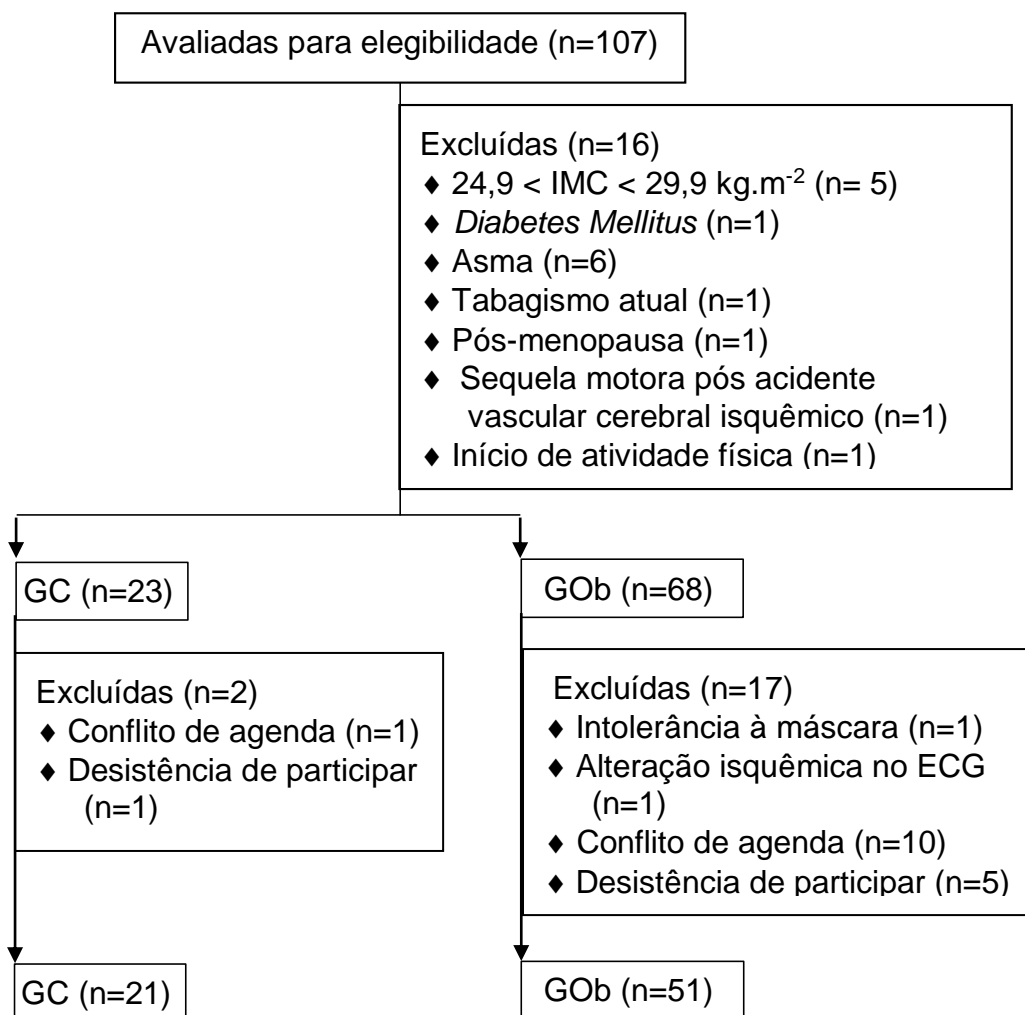 Avaliadas para elegibilidade (n=107)
Excluídas (n=16)
♦ 24,9 < IMC < 29,9 kg.m⁻² (n= 5)
♦ Diabetes Mellitus (n=1)
♦ Asma (n=6)
♦ Tabagismo atual (n=1)
♦ Pós-menopausa (n=1)
♦ Sequela motora pós acidente
vascular cerebral isquêmico (n=1)
♦ Início de atividade física (n=1)
GC (n=23)
GOb (n=68)
Excluídas (n=2)
♦ Conflito de agenda (n=1)
♦ Desistência de participar
(n=1)
Excluídas (n=17)
♦ Intolerância à máscara (n=1)
♦ Alteração isquêmica no ECG
(n=1)
♦ Conflito de agenda (n=10)
♦ Desistência de participar (n=5)
GC (n=21)
GOb (n=51)